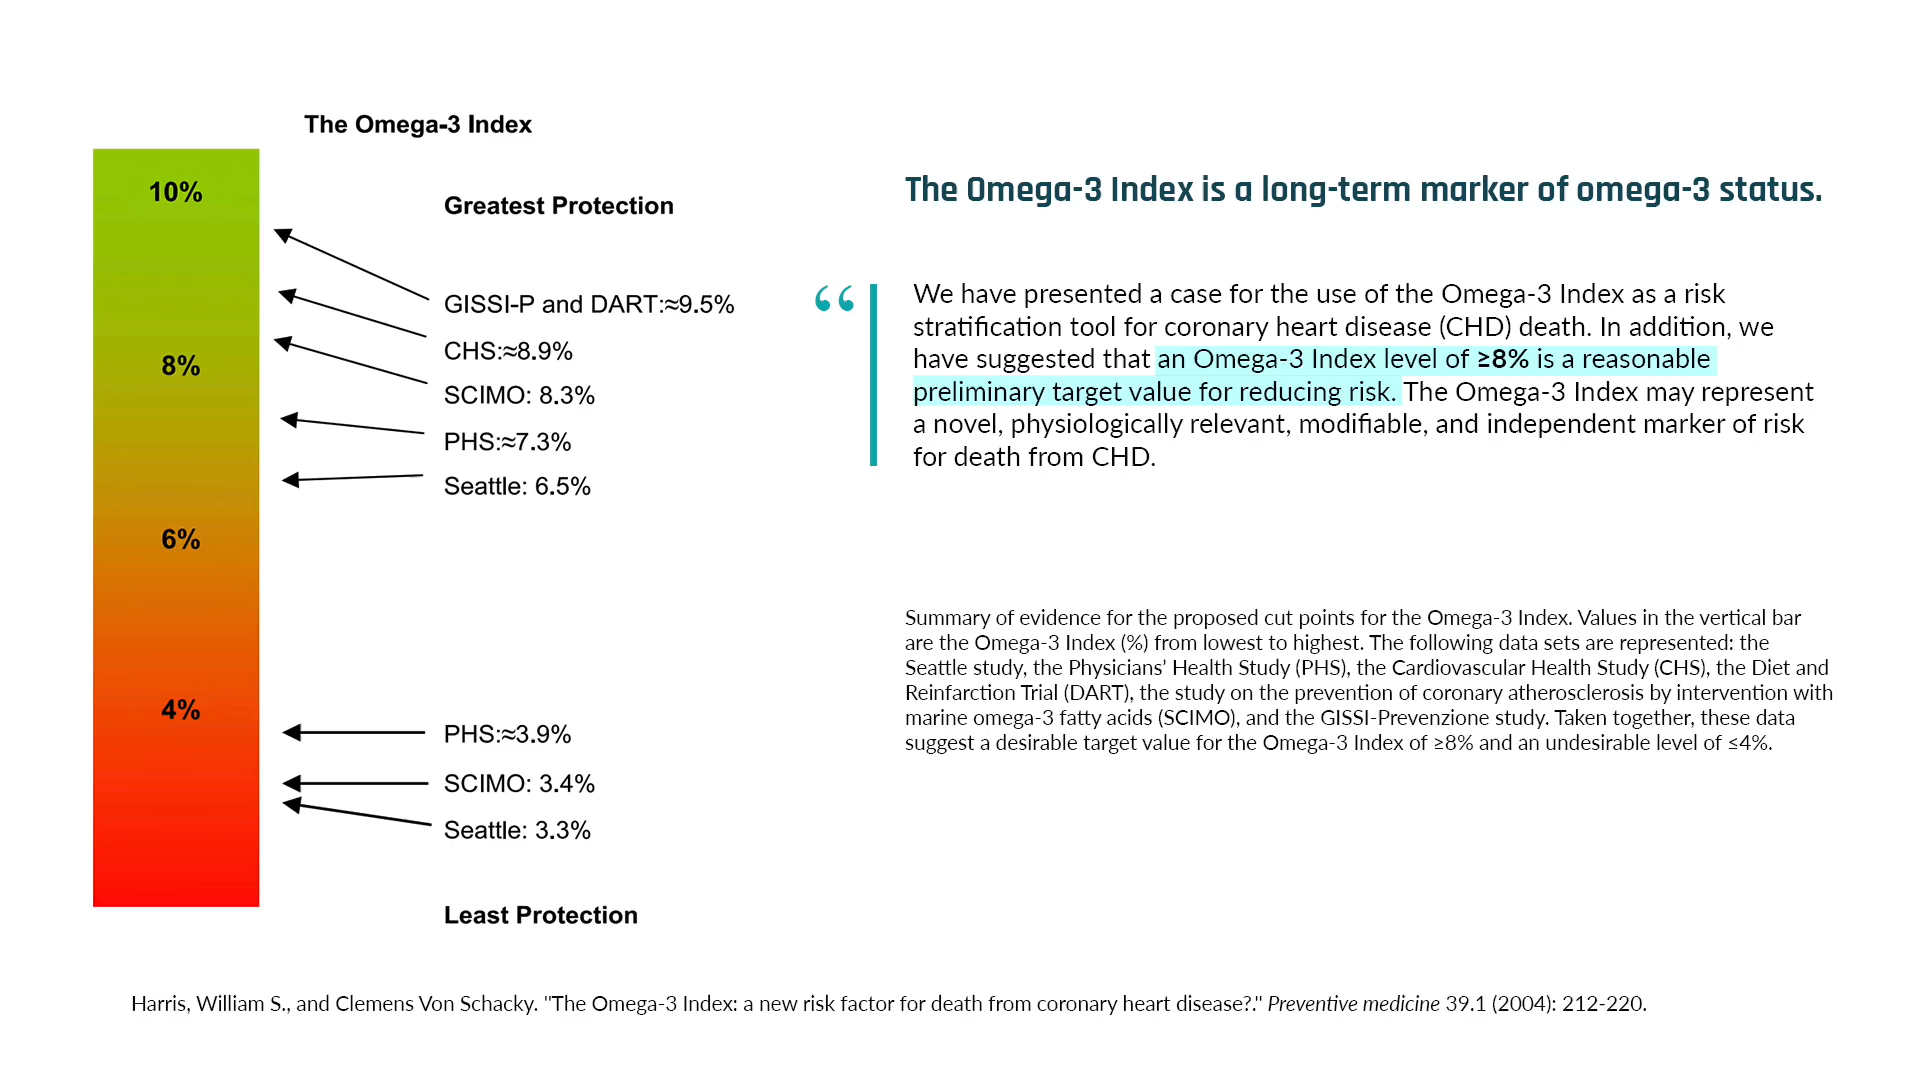 The Omega-3 Index
10%
8%
6%
4%
Greatest Protection
GISSI-P and DART:≈9.5%
CHS:≈8.9%
SCIMO: 8.3%
PHS:≈7.3%
Seattle: 6.5%
PHS:≈3.9%
SCIMO: 3.4%
Seattle: 3.3%
Least Protection
The Omega-3 Index is a long-term marker of omega-3 status.
“
We have presented a case for the use of the Omega-3 Index as a risk
stratification tool for coronary heart disease (CHD) death. In addition, we
have suggested that an Omega-3 Index level of ≥8% is a reasonable
preliminary target value for reducing risk. The Omega-3 Index may represent
a novel, physiologically relevant, modifiable, and independent marker of risk
for death from CHD.
Summary of evidence for the proposed cut points for the Omega-3 Index. Values in the vertical bar
are the Omega-3 Index (%) from lowest to highest. The following data sets are represented: the
Seattle study, the Physicians’ Health Study (PHS), the Cardiovascular Health Study (CHS), the Diet and
Reinfarction Trial (DART), the study on the prevention of coronary atherosclerosis by intervention with
marine omega-3 fatty acids (SCIMO), and the GISSI-Prevenzione study. Taken together, these data
suggest a desirable target value for the Omega-3 Index of ≥8% and an undesirable level of ≤4%.
Harris, William S., and Clemens Von Schacky. "The Omega-3 Index: a new risk factor for death from coronary heart disease?." Preventive medicine 39.1 (2004): 212-220.